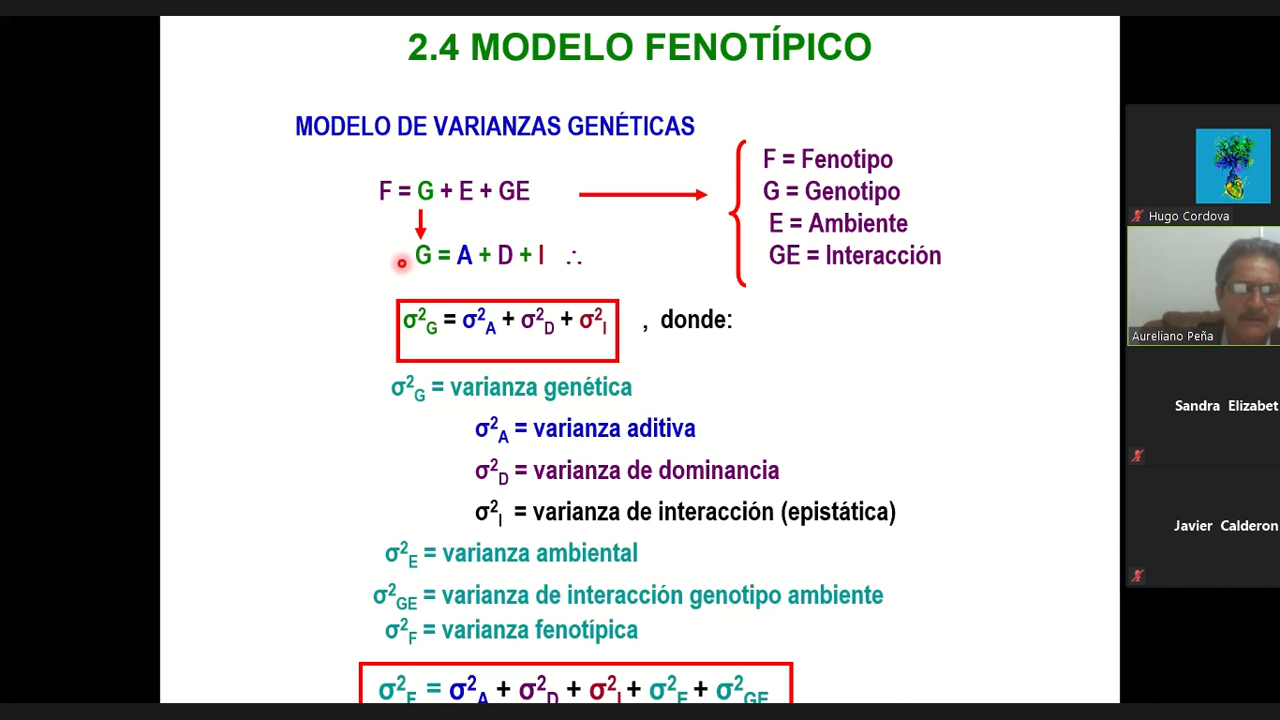 2.4 MODELO FENOTÍPICO
MODELO DE VARIANZAS GENÉTICAS
F = G + E + GE
G = A + D + I ∴
F = Fenotipo
G = Genotipo
E = Ambiente
GE = Interacción
σ²G = σ²A + σ²D + σ²I , donde:
σ²G = varianza genética
σ²A = varianza aditiva
σ²D = varianza de dominancia
σ²I = varianza de interacción (epistática)
σ²E = varianza ambiental
σ²GE = varianza de interacción genotipo ambiente
σ²F = varianza fenotípica
σ²F = σ²A + σ²D + σ²I + σ²E + σ²GE
Hugo Cordova
Aureliano Peña
Sandra Elizabet
Javier Calderon